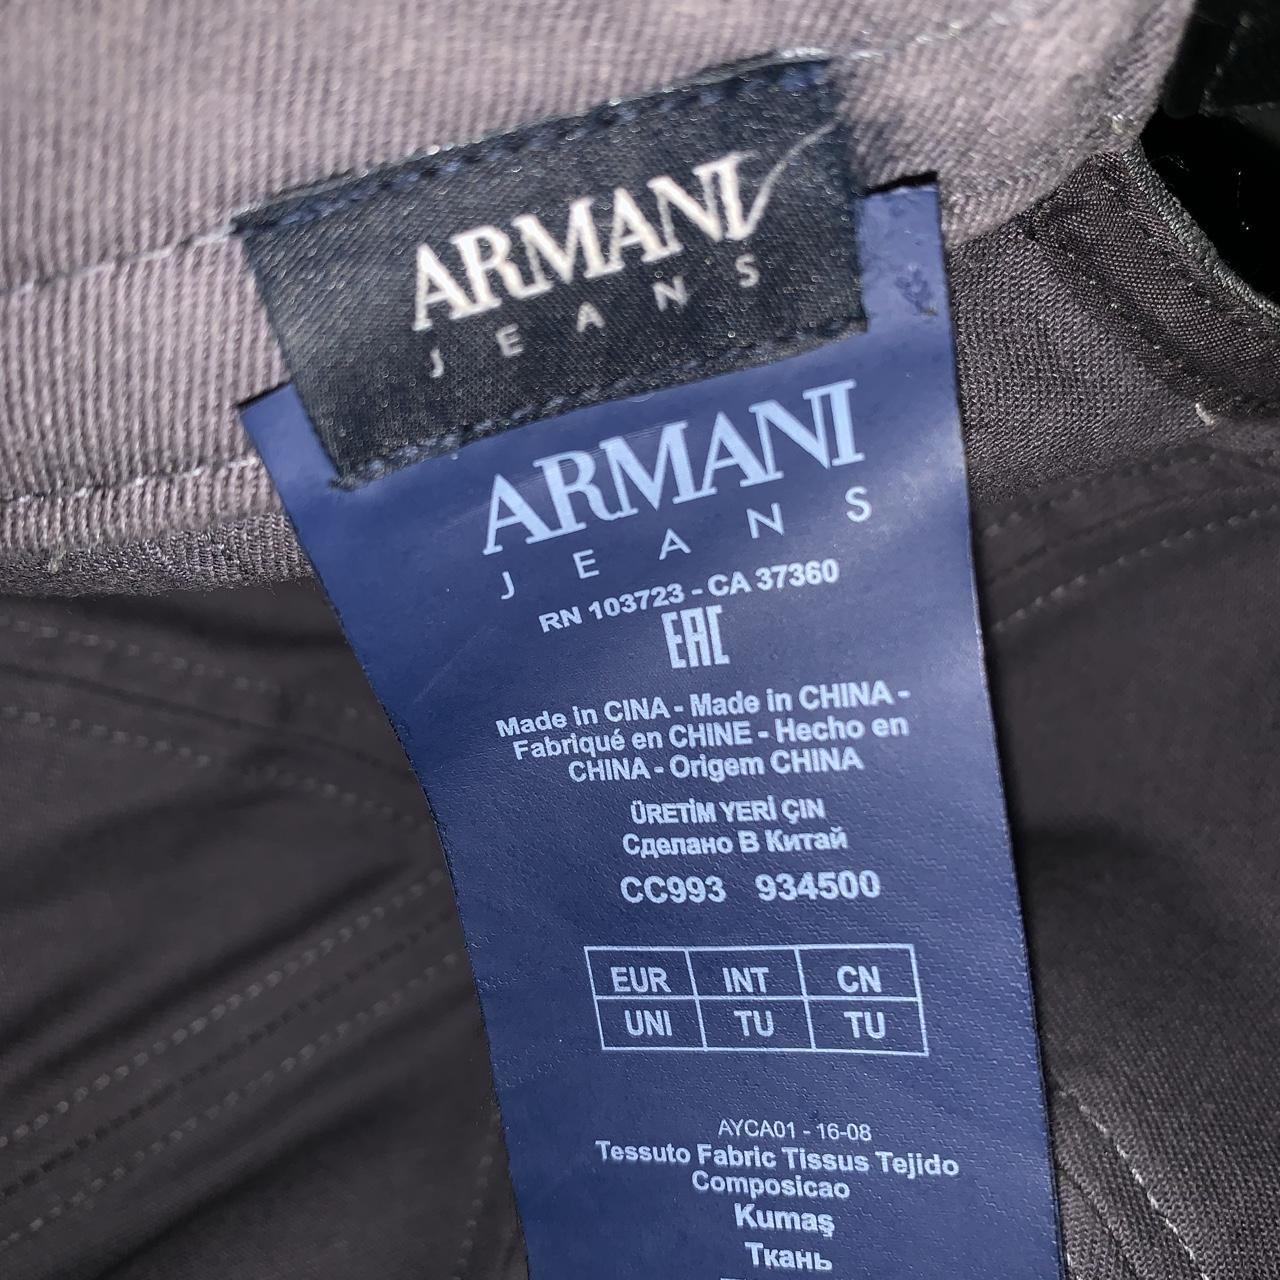 ARMANI
JEANS
ARMANI
JEANS
RN 103723 - CA 37360
EAC
Made in CINA - Made in CHINA -
Fabriqué en CHINE - Hecho en
CHINA - Origem CHINA
ÜRETİM YERİ ÇIN
Сделано В Китай
CC993 934500
EUR INT CN
UNI TU TU
AYCA01 - 16-08
Tessuto Fabric Tissus Tejido
Composicao
Kumaş
Ткань